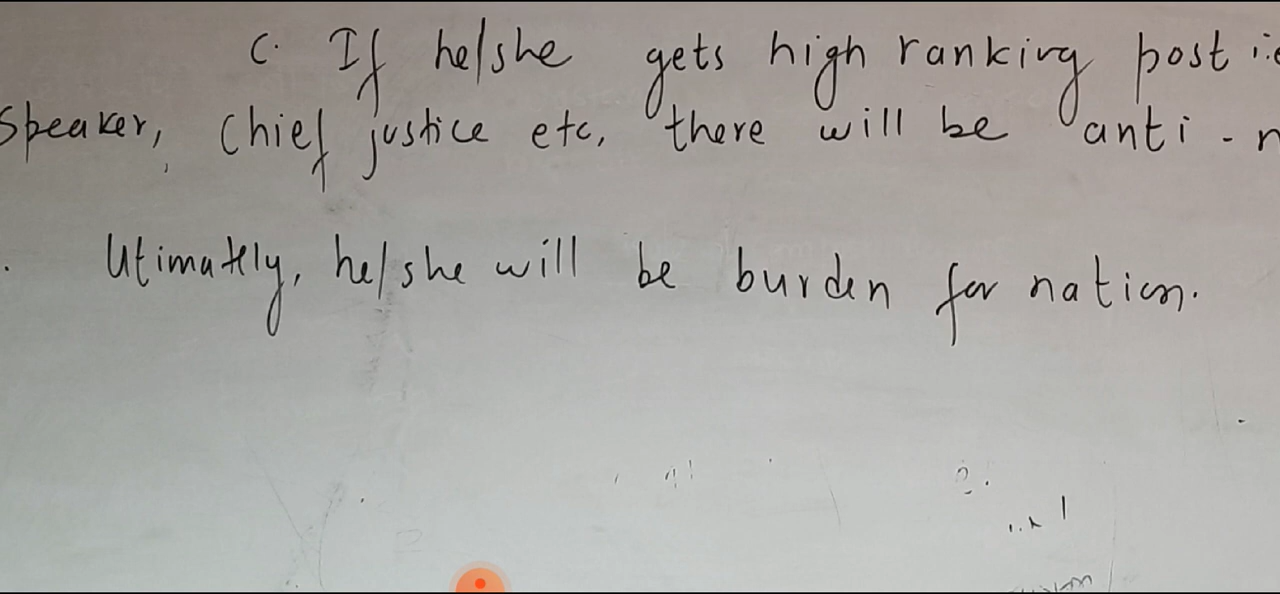 C. If he/she gets high ranking post i.e
Speaker, Chief justice etc, there will be anti - n
Utimately, he/she will be burden for nation.